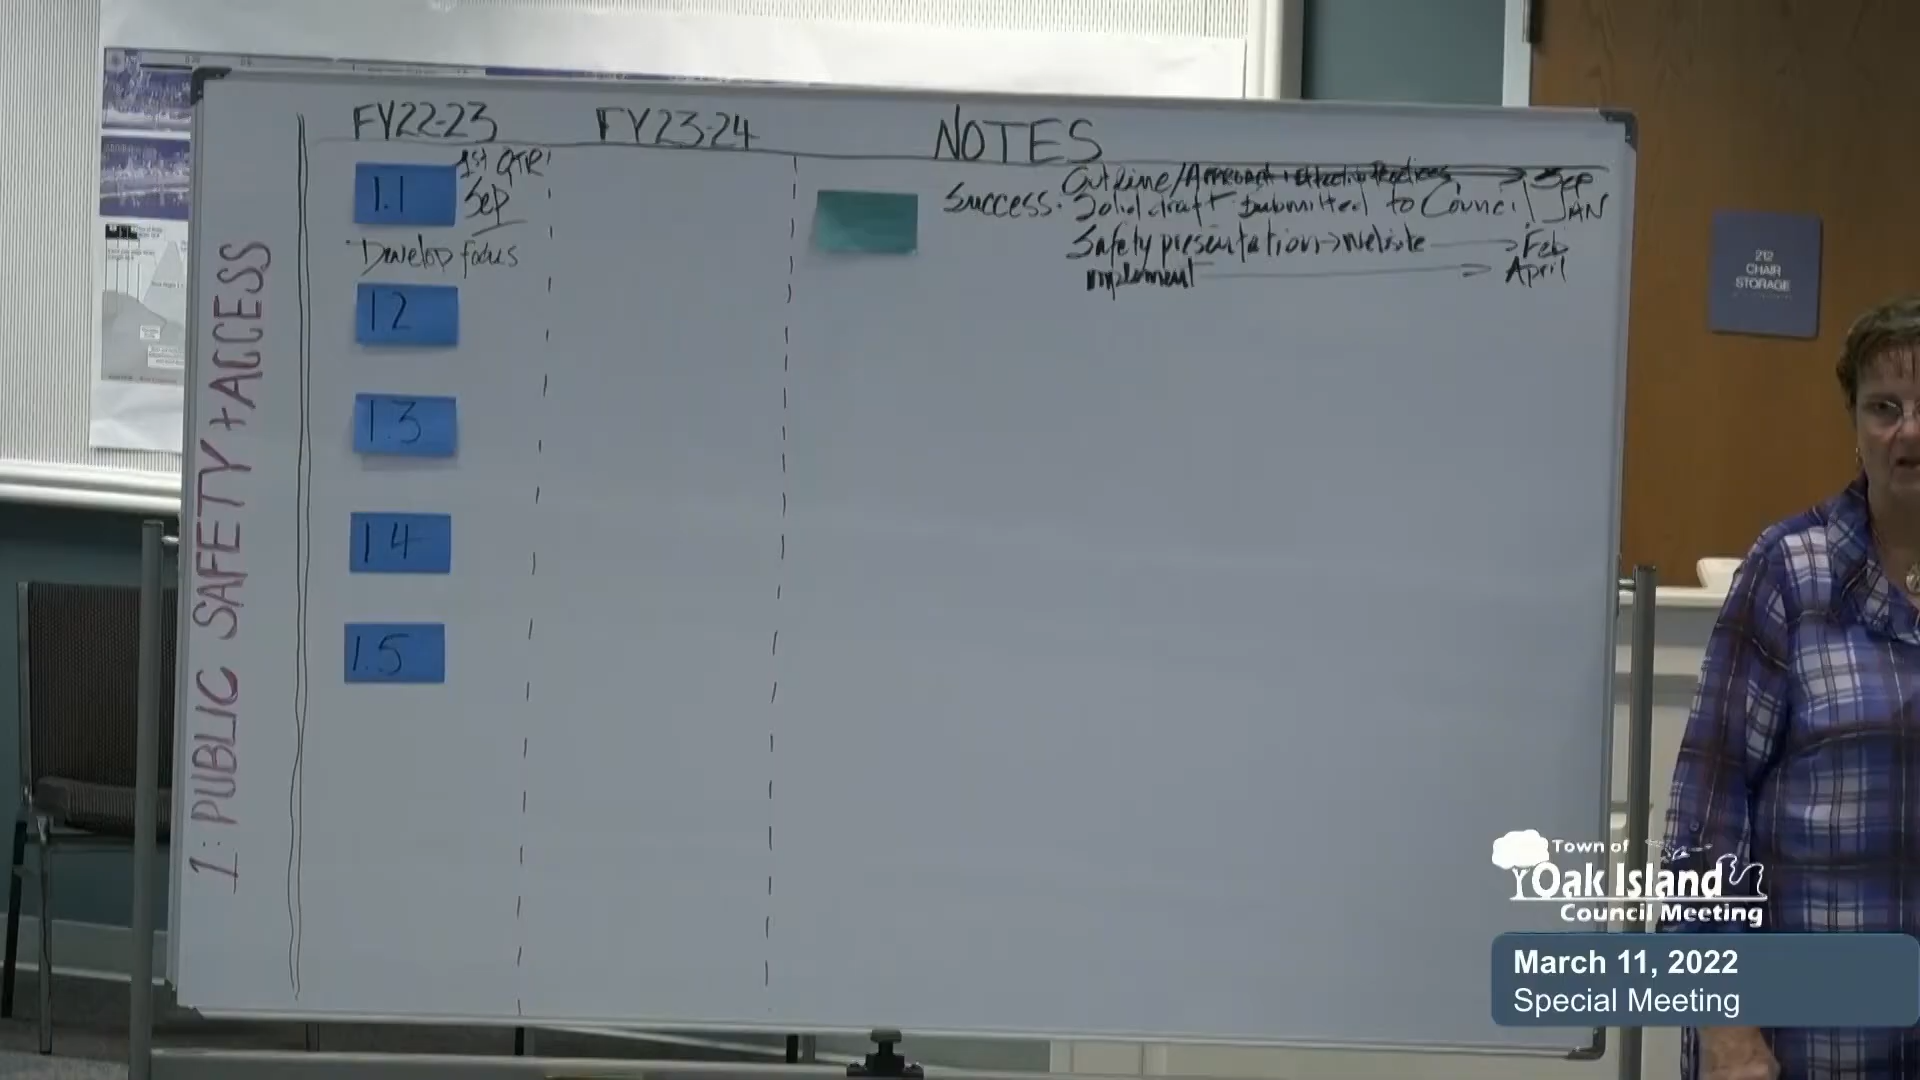 FY22-23
FY23-24
NOTES
1.1
1st QTR
Sep
Develop focus
1.2
1.3
1.4
1.5
Outline/ Sep
Success: Solid draft submitted to Council JAN
Safety presentation → Website → Feb
implement → April
1: PUBLIC SAFETY + ACCESS
212
CHAIR
STORAGE
Town of
Oak Island
Council Meeting
March 11, 2022
Special Meeting